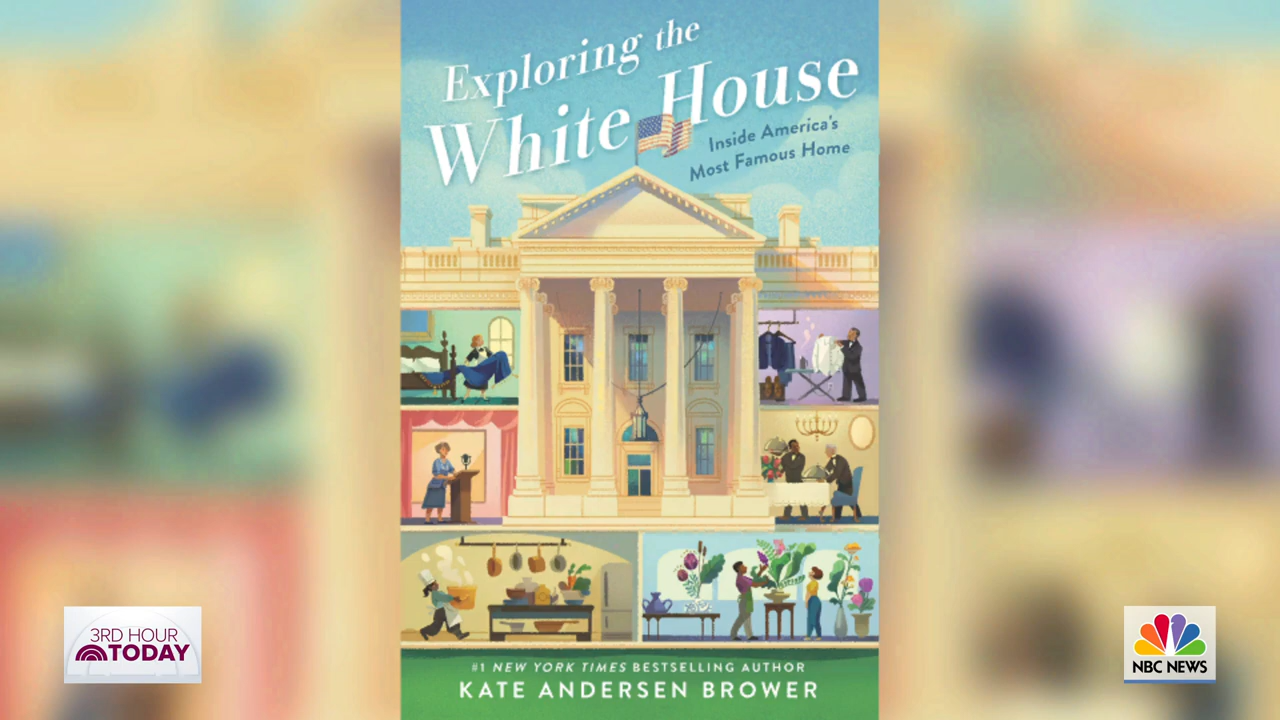 Exploring the
White House
Inside America's
Most Famous Home
#1 NEW YORK TIMES BESTSELLING AUTHOR
KATE ANDERSEN BROWER
3RD HOUR
TODAY
NBC NEWS